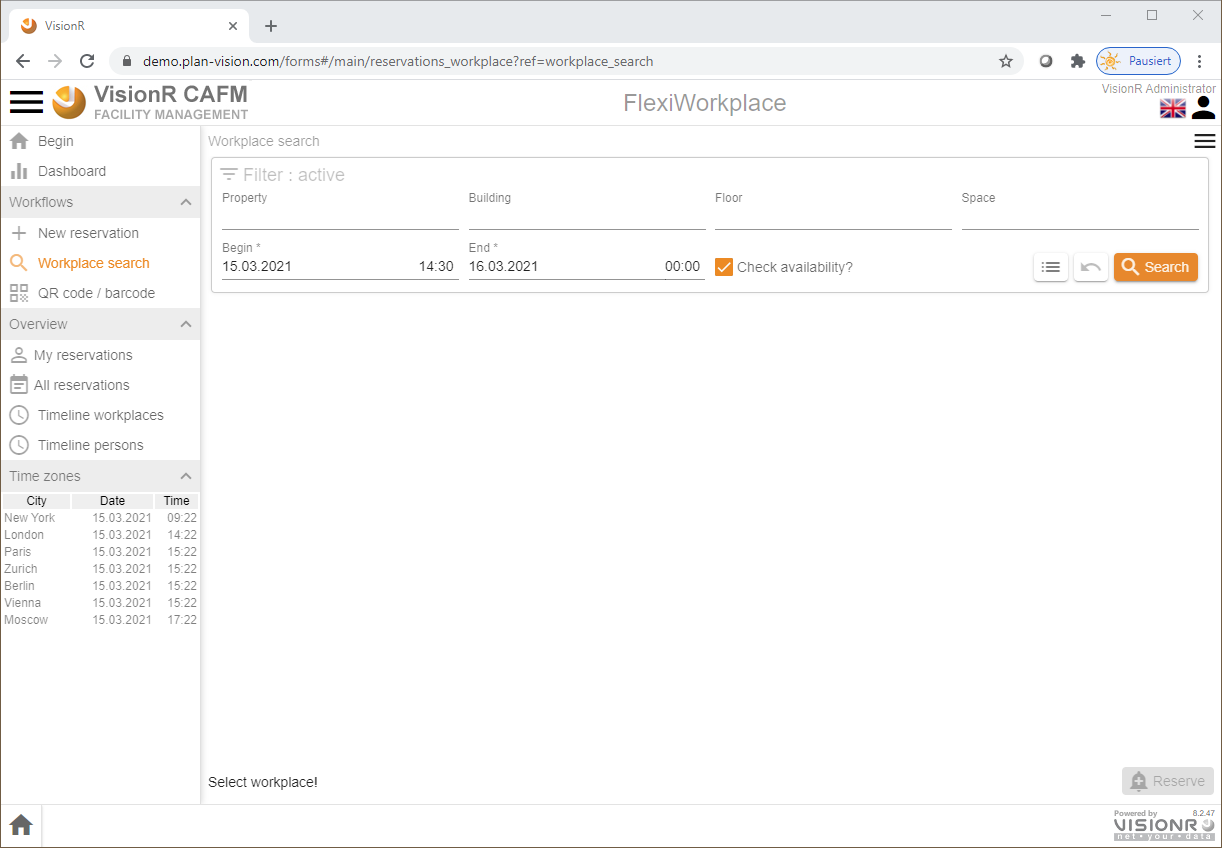 VisionR
demo.plan-vision.com/forms#/main/reservations_workplace?ref=workplace_search
Pausiert
VisionR CAFM
FACILITY MANAGEMENT
FlexiWorkplace
VisionR Administrator
Begin
Dashboard
Workflows
New reservation
Workplace search
QR code / barcode
Overview
My reservations
All reservations
Timeline workplaces
Timeline persons
Time zones
City Date Time
New York 15.03.2021 09:22
London 15.03.2021 14:22
Paris 15.03.2021 15:22
Zurich 15.03.2021 15:22
Berlin 15.03.2021 15:22
Vienna 15.03.2021 15:22
Moscow 15.03.2021 17:22
Workplace search
Filter : active
Property Building Floor Space
Begin * End *
15.03.2021 14:30 16.03.2021 00:00 Check availability? Search
Select workplace! Reserve
Powered by 8.2.47
VISIONR
net • your • data